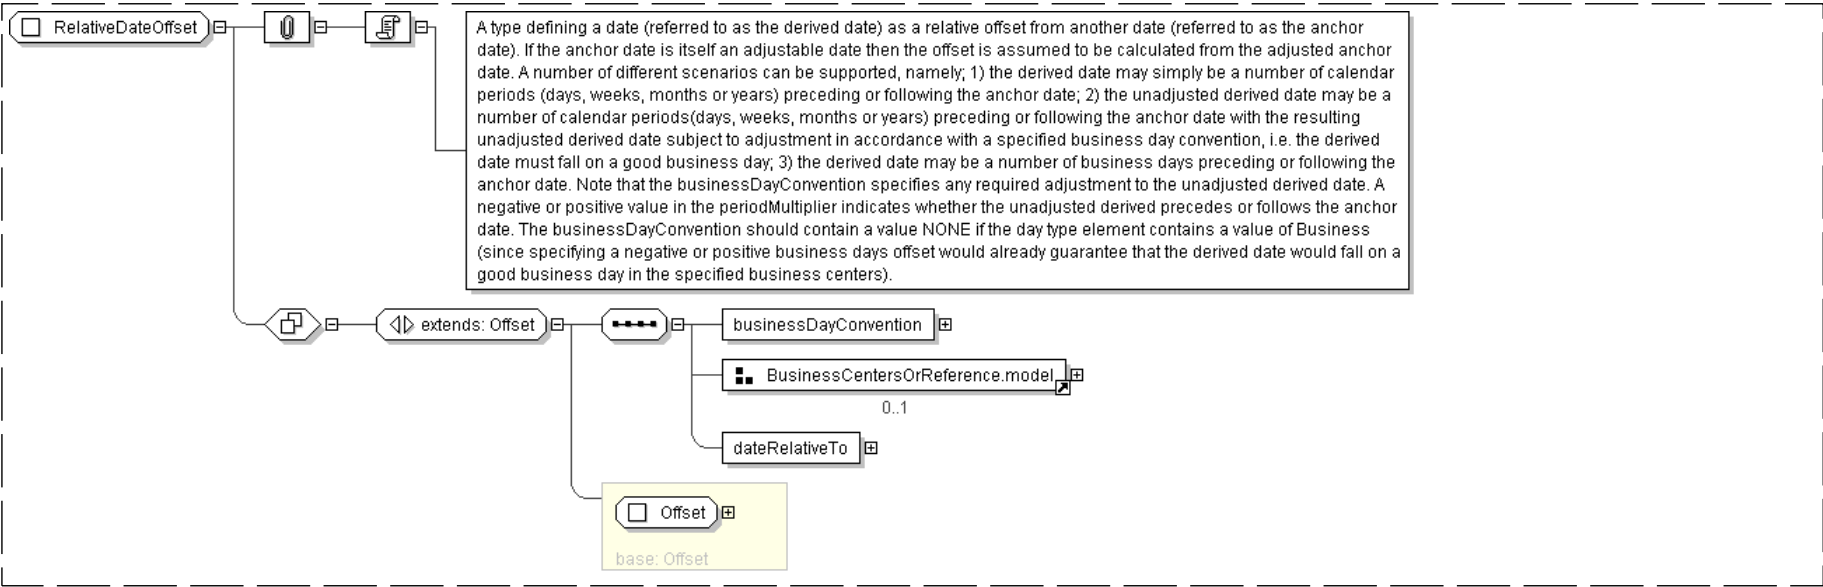 RelativeDateOffset
A type defining a date (referred to as the derived date) as a relative offset from another date (referred to as the anchor
date). If the anchor date is itself an adjustable date then the offset is assumed to be calculated from the adjusted anchor
date. A number of different scenarios can be supported, namely; 1) the derived date may simply be a number of calendar
periods (days, weeks, months or years) preceding or following the anchor date; 2) the unadjusted derived date may be a
number of calendar periods(days, weeks, months or years) preceding or following the anchor date with the resulting
unadjusted derived date subject to adjustment in accordance with a specified business day convention, i.e. the derived
date must fall on a good business day; 3) the derived date may be a number of business days preceding or following the
anchor date. Note that the businessDayConvention specifies any required adjustment to the unadjusted derived date. A
negative or positive value in the periodMultiplier indicates whether the unadjusted derived precedes or follows the anchor
date. The businessDayConvention should contain a value NONE if the day type element contains a value of Business
(since specifying a negative or positive business days offset would already guarantee that the derived date would fall on a
good business day in the specified business centers).
extends: Offset
businessDayConvention
BusinessCentersOrReference.model
0..1
dateRelativeTo
Offset
base: Offset